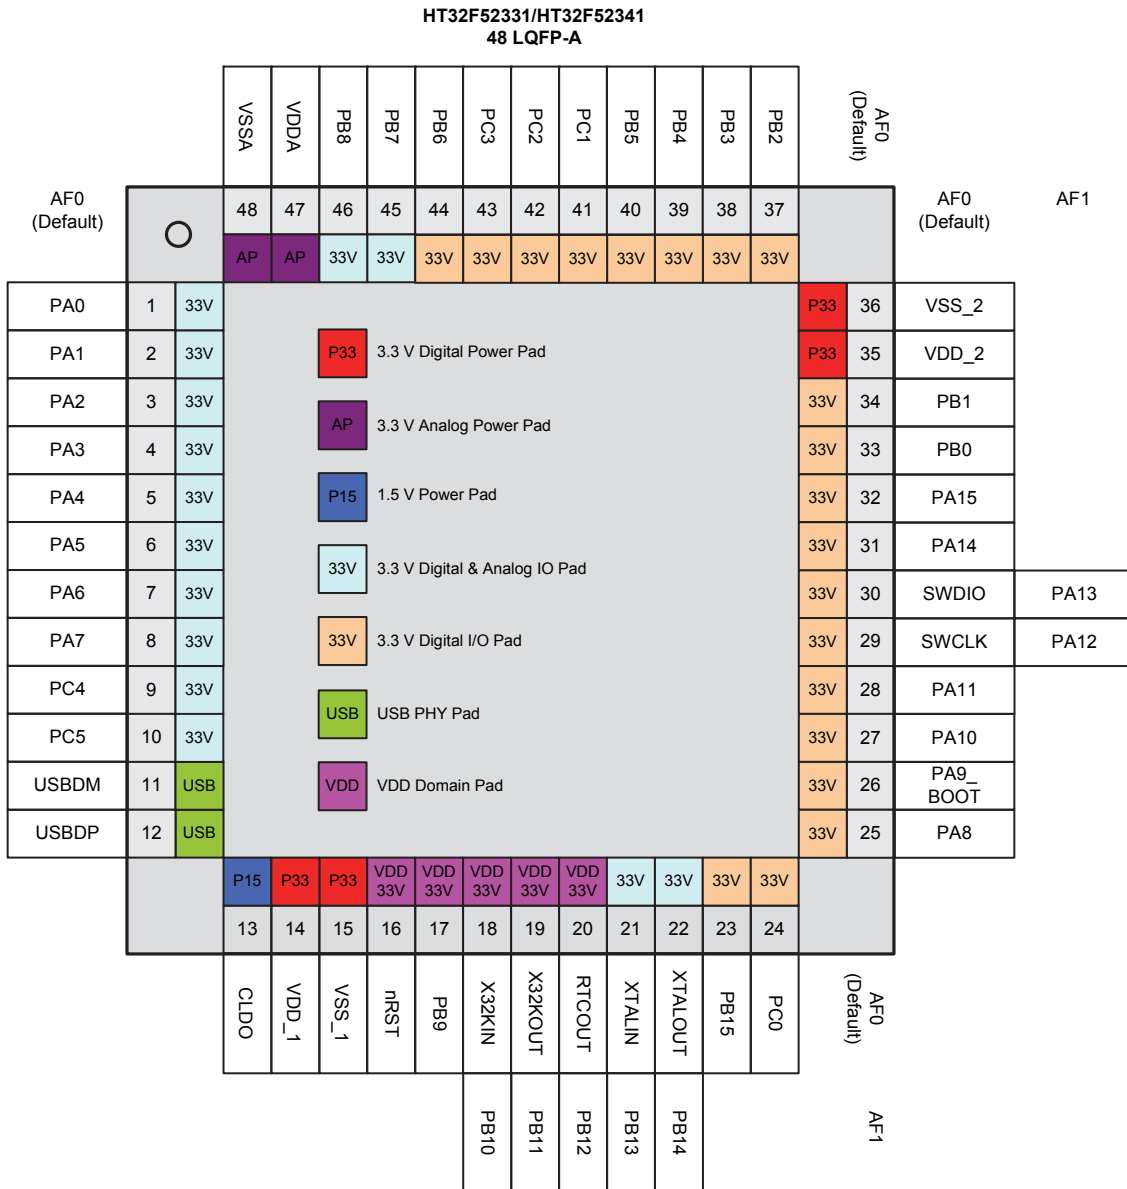 HT32F52331/HT32F52341
48 LQFP-A
VSSA VDDA PB8 PB7 PB6 PC3 PC2 PC1 PB5 PB4 PB3 PB2
AF0
(Default)
AF0
(Default)
48 47 46 45 44 43 42 41 40 39 38 37
AF0
(Default)
AF1
AP AP 33V 33V 33V 33V 33V 33V 33V 33V 33V 33V
PA0 1 33V
P33 36 VSS_2
PA1 2 33V
P33 3.3 V Digital Power Pad
P33 35 VDD_2
PA2 3 33V
33V 34 PB1
AP 3.3 V Analog Power Pad
PA3 4 33V
33V 33 PB0
PA4 5 33V
P15 1.5 V Power Pad
33V 32 PA15
PA5 6 33V
33V 31 PA14
33V 3.3 V Digital & Analog IO Pad
PA6 7 33V
33V 30 SWDIO PA13
PA7 8 33V
33V 3.3 V Digital I/O Pad
33V 29 SWCLK PA12
PC4 9 33V
33V 28 PA11
USB USB PHY Pad
PC5 10 33V
33V 27 PA10
USBDM 11 USB
VDD VDD Domain Pad
33V 26 PA9_
BOOT
USBDP 12 USB
33V 25 PA8
P15 P33 P33 VDD 33V VDD 33V VDD 33V VDD 33V VDD 33V 33V 33V 33V 33V
13 14 15 16 17 18 19 20 21 22 23 24
CLDO VDD_1 VSS_1 nRST PB9 X32KIN X32KOUT RTCOUT XTALIN XTALOUT PB15 PC0
AF0
(Default)
PB10 PB11 PB12 PB13 PB14
AF1